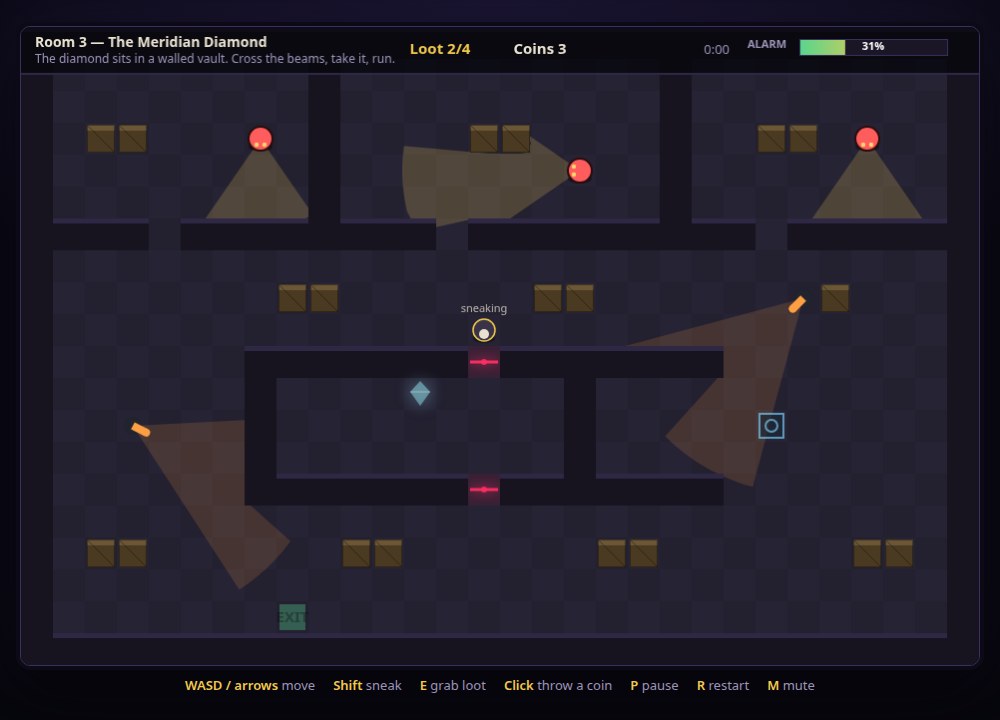 Room 3 — The Meridian Diamond
The diamond sits in a walled vault. Cross the beams, take it, run.
Loot 2/4
Coins 3
0:00
ALARM
31%
sneaking
EXIT
WASD / arrows move Shift sneak E grab loot Click throw a coin P pause R restart M mute